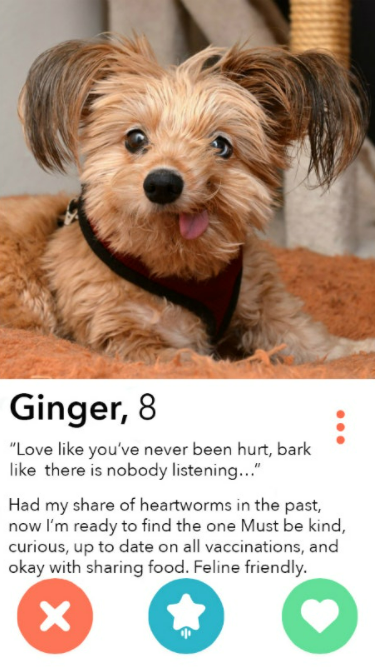 Ginger, 8
“Love like you’ve never been hurt, bark
like there is nobody listening...”
Had my share of heartworms in the past,
now I’m ready to find the one Must be kind,
curious, up to date on all vaccinations, and
okay with sharing food. Feline friendly.